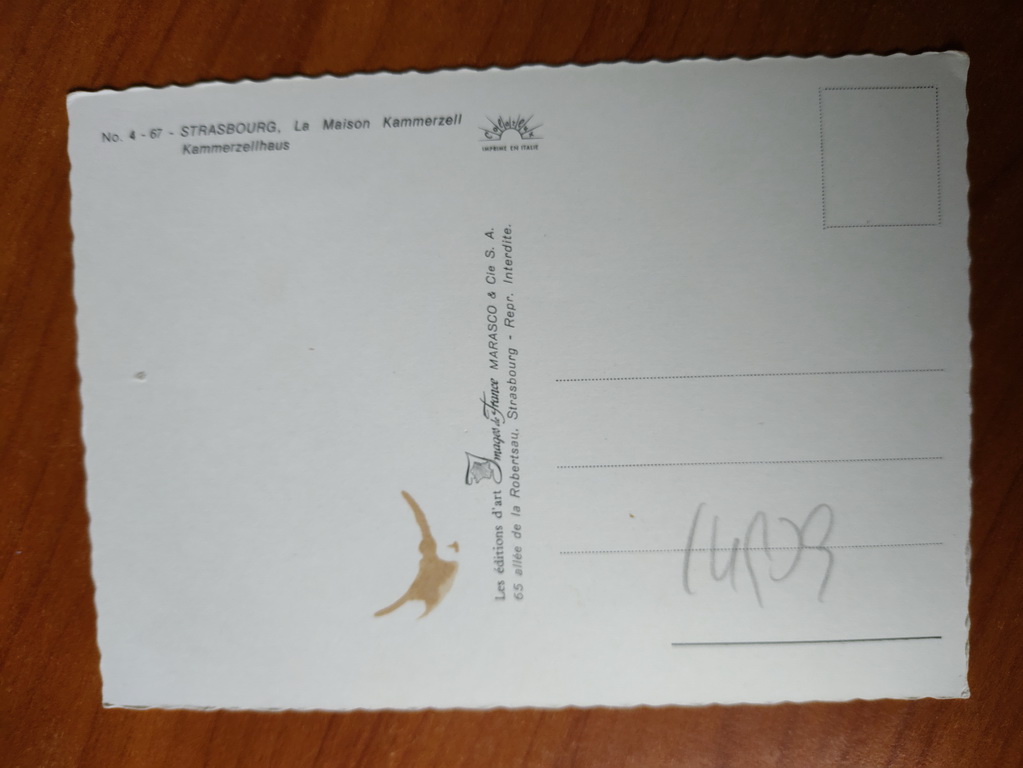 No. 4 - 67 - STRASBOURG, La Maison Kammerzell
Kammerzellhaus
IMPRIME EN ITALIE
Les éditions d'art Images de France MARASCO & Cie S. A.
65 allée de la Robertsau, Strasbourg - Repr. Interdite.